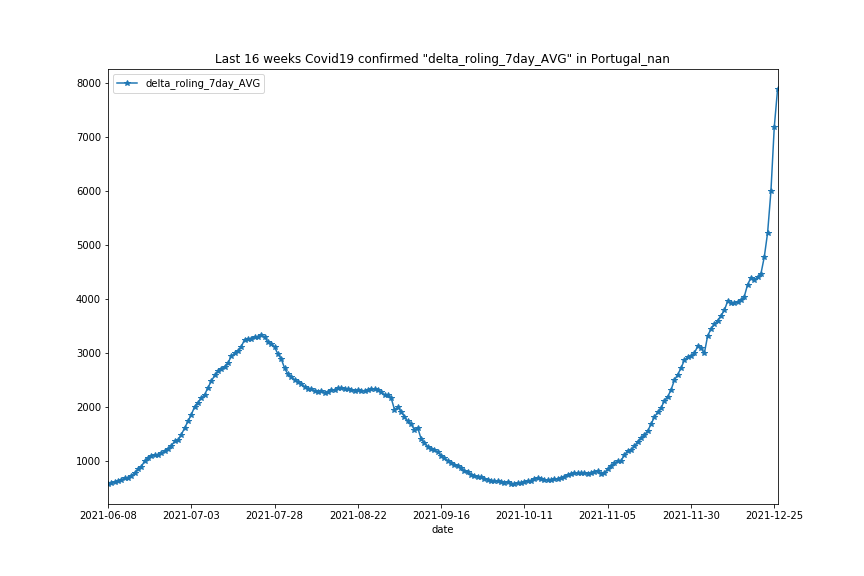 Last 16 weeks Covid19 confirmed "delta_roling_7day_AVG" in Portugal_nan
delta_roling_7day_AVG
8000
7000
6000
5000
4000
3000
2000
1000
2021-06-08 2021-07-03 2021-07-28 2021-08-22 2021-09-16 2021-10-11 2021-11-05 2021-11-30 2021-12-25
date